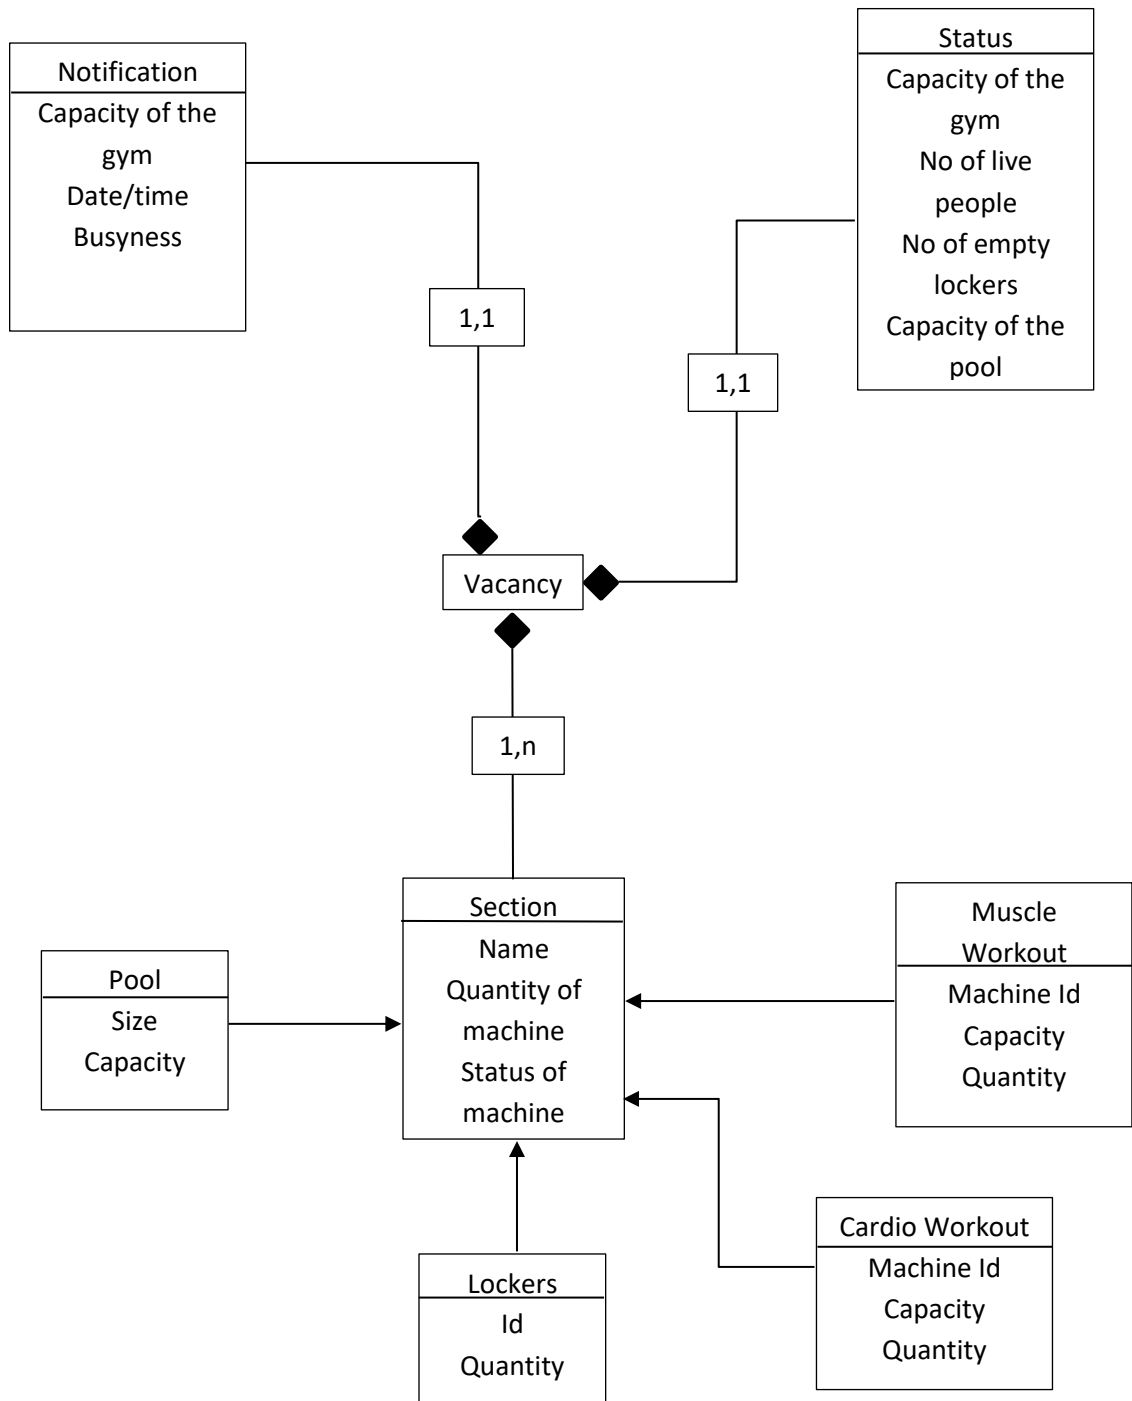 Notification
Capacity of the
gym
Date/time
Busyness
Status
Capacity of the
gym
No of live
people
No of empty
lockers
Capacity of the
pool
1,1
1,1
Vacancy
1,n
Section
Name
Quantity of
machine
Status of
machine
Pool
Size
Capacity
Muscle
Workout
Machine Id
Capacity
Quantity
Lockers
Id
Quantity
Cardio Workout
Machine Id
Capacity
Quantity